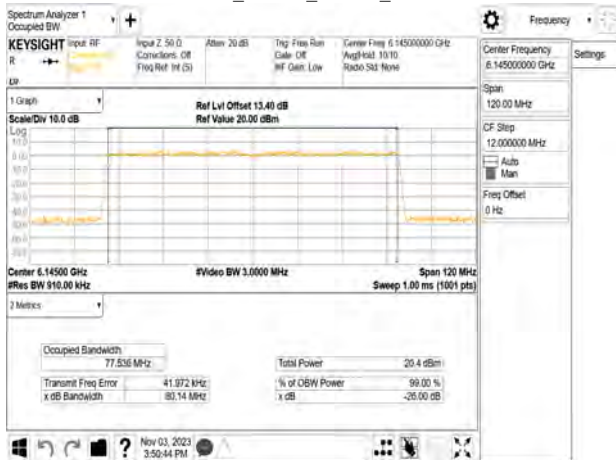 Spectrum Analyzer 1
Occupied BW
Frequency
KEYSIGHT Input: RF
R
Input Z: 50 Ω
Corrections: Off
Freq Ref: Int (S)
Atten: 20 dB
Trig: Free Run
Gate: Off
#IF Gain: Low
Center Freq: 6.145000000 GHz
Avg|Hold: 10/10
Radio Std: None
Center Frequency
6.145000000 GHz
Settings
Span
120.00 MHz
CF Step
12.000000 MHz
Auto
Man
Freq Offset
0 Hz
1 Graph
Scale/Div 10.0 dB
Ref Lvl Offset 13.40 dB
Ref Value 20.00 dBm
Log
Center 6.14500 GHz
#Res BW 910.00 kHz
#Video BW 3.0000 MHz
Span 120 MHz
Sweep 1.00 ms (1001 pts)
2 Metrics
Occupied Bandwidth
77.536 MHz
Total Power 20.4 dBm
Transmit Freq Error 41.972 kHz
% of OBW Power 99.00 %
x dB Bandwidth 80.14 MHz
x dB -26.00 dB
?
Nov 03, 2023
3:50:44 PM